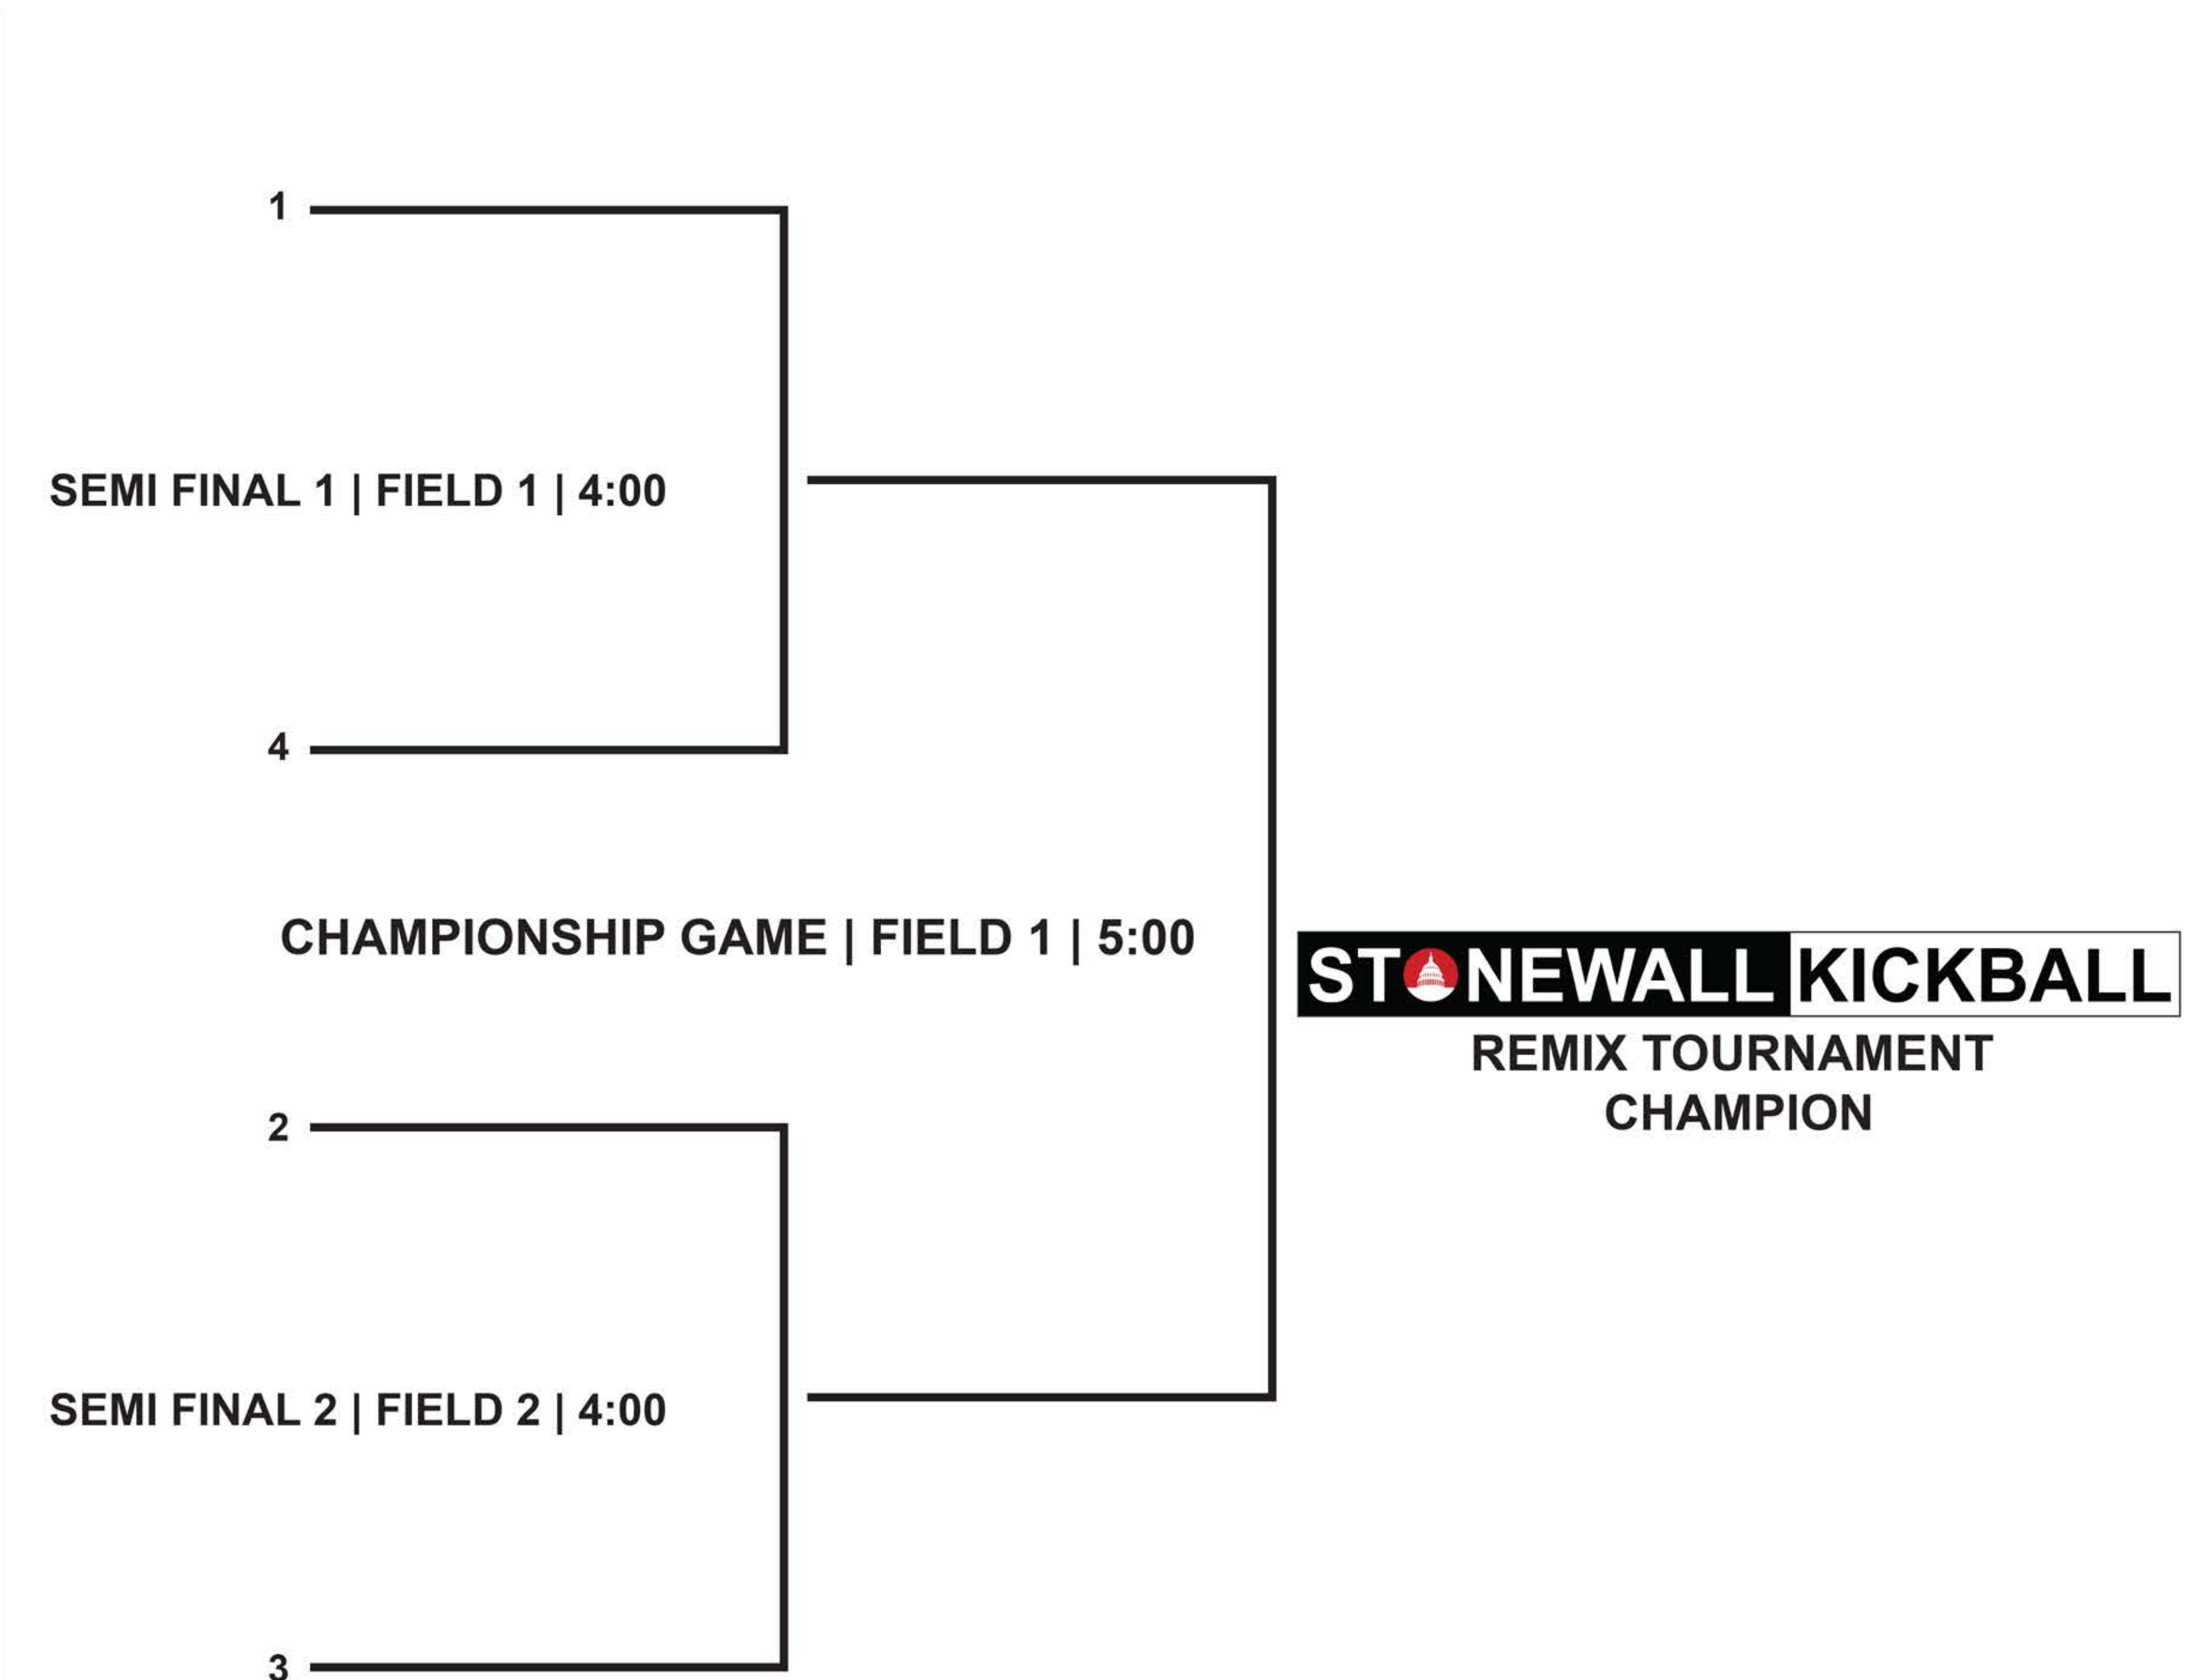 1
SEMI FINAL 1 | FIELD 1 | 4:00
4
CHAMPIONSHIP GAME | FIELD 1 | 5:00
STONEWALL KICKBALL
REMIX TOURNAMENT
CHAMPION
2
SEMI FINAL 2 | FIELD 2 | 4:00
3